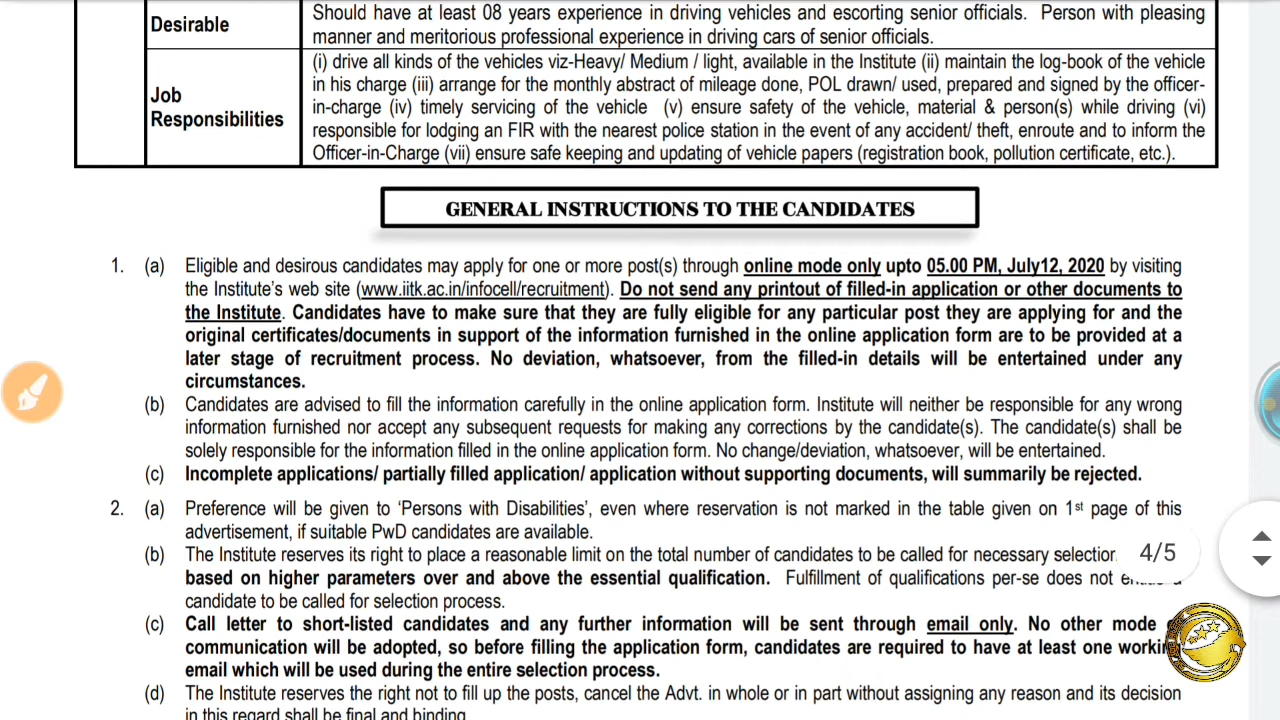 Desirable
Should have at least 08 years experience in driving vehicles and escorting senior officials. Person with pleasing
manner and meritorious professional experience in driving cars of senior officials.
Job
Responsibilities
(i) drive all kinds of the vehicles viz-Heavy/ Medium / light, available in the Institute (ii) maintain the log-book of the vehicle
in his charge (iii) arrange for the monthly abstract of mileage done, POL drawn/ used, prepared and signed by the officer-
in-charge (iv) timely servicing of the vehicle (v) ensure safety of the vehicle, material & person(s) while driving (vi)
responsible for lodging an FIR with the nearest police station in the event of any accident/ theft, enroute and to inform the
Officer-in-Charge (vii) ensure safe keeping and updating of vehicle papers (registration book, pollution certificate, etc.).
GENERAL INSTRUCTIONS TO THE CANDIDATES
1. (a) Eligible and desirous candidates may apply for one or more post(s) through online mode only upto 05.00 PM, July12, 2020 by visiting
the Institute's web site (www.iitk.ac.in/infocell/recruitment). Do not send any printout of filled-in application or other documents to
the Institute. Candidates have to make sure that they are fully eligible for any particular post they are applying for and the
original certificates/documents in support of the information furnished in the online application form are to be provided at a
later stage of recruitment process. No deviation, whatsoever, from the filled-in details will be entertained under any
circumstances.
(b) Candidates are advised to fill the information carefully in the online application form. Institute will neither be responsible for any wrong
information furnished nor accept any subsequent requests for making any corrections by the candidate(s). The candidate(s) shall be
solely responsible for the information filled in the online application form. No change/deviation, whatsoever, will be entertained.
(c) Incomplete applications/ partially filled application/ application without supporting documents, will summarily be rejected.
2. (a) Preference will be given to 'Persons with Disabilities', even where reservation is not marked in the table given on 1st page of this
advertisement, if suitable PwD candidates are available.
(b) The Institute reserves its right to place a reasonable limit on the total number of candidates to be called for necessary selection
4/5
based on higher parameters over and above the essential qualification. Fulfillment of qualifications per-se does not
candidate to be called for selection process.
(c) Call letter to short-listed candidates and any further information will be sent through email only. No other mode
communication will be adopted, so before filling the application form, candidates are required to have at least one workin
email which will be used during the entire selection process.
(d) The Institute reserves the right not to fill up the posts, cancel the Advt. in whole or in part without assigning any reason and its decision
in this regard shall be final and binding